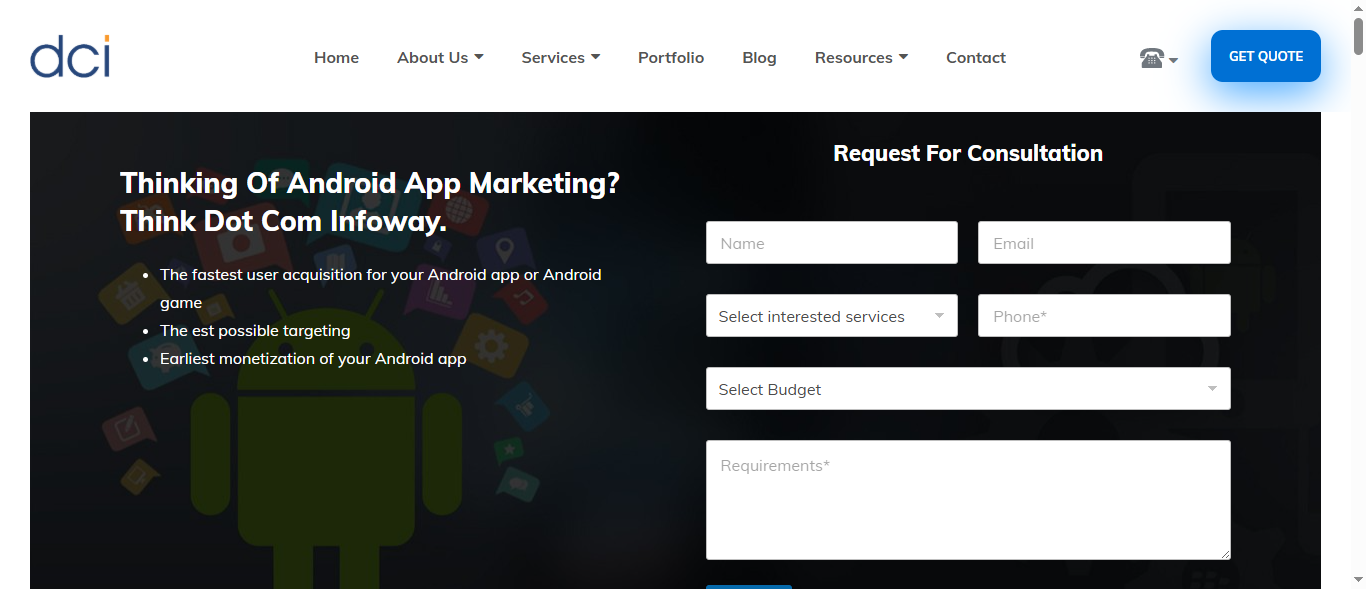 dci
Home
About Us
Services
Portfolio
Blog
Resources
Contact
GET QUOTE
Thinking Of Android App Marketing?
Think Dot Com Infoway.
The fastest user acquisition for your Android app or Android
game
The est possible targeting
Earliest monetization of your Android app
Request For Consultation
Name
Email
Select interested services
Phone*
Select Budget
Requirements*